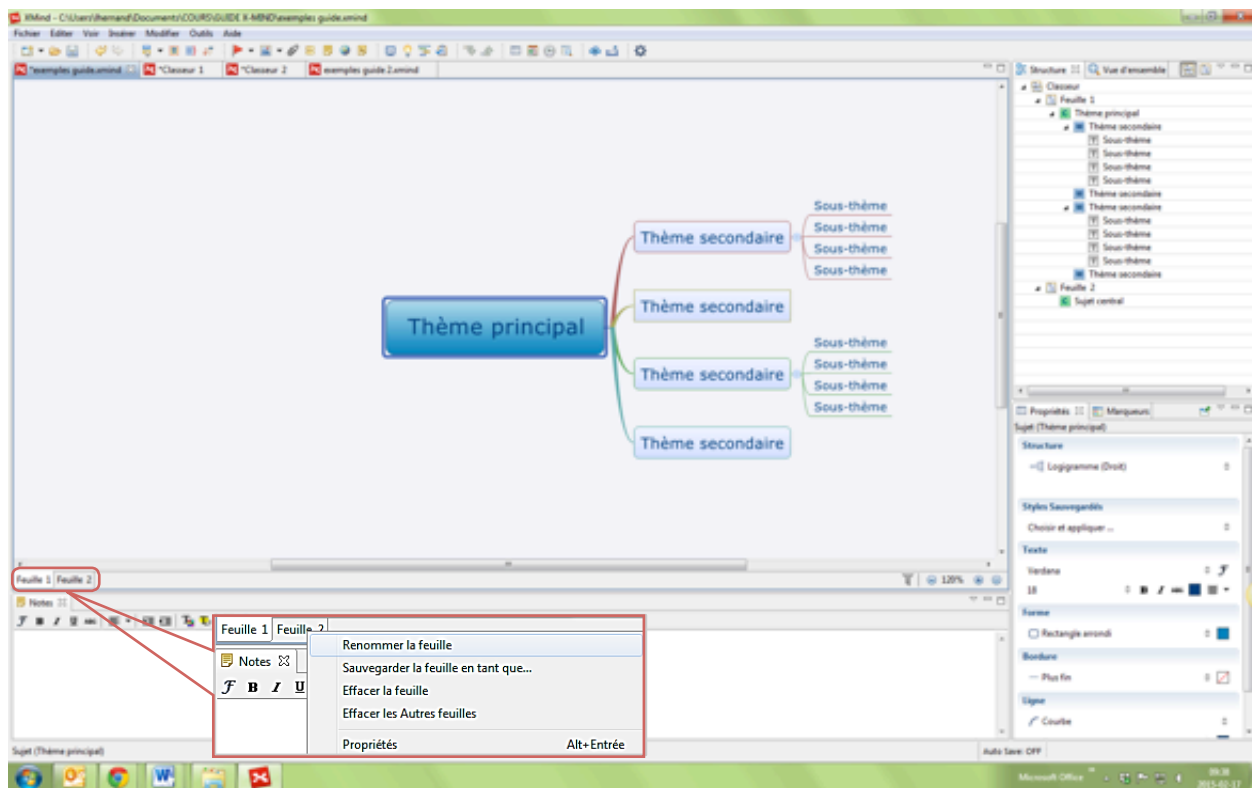 XMind - C:\Users\lhernand\Documents\COURS\GUIDE X-MIND\exemples guide.xmind
Fichier Editer Voir Insérer Modifier Outils Aide
*exemples guide.xmind *Classeur 1 *Classeur 2 exemples guide 2.xmind
Structure Vue d'ensemble
Classeur
Feuille 1
Thème principal
Thème secondaire
Sous-thème
Sous-thème
Sous-thème
Sous-thème
Thème secondaire
Thème secondaire
Sous-thème
Sous-thème
Sous-thème
Sous-thème
Thème secondaire
Feuille 2
Sujet central
Thème principal
Thème secondaire
Sous-thème
Sous-thème
Sous-thème
Sous-thème
Thème secondaire
Thème secondaire
Sous-thème
Sous-thème
Sous-thème
Sous-thème
Thème secondaire
Propriétés Marqueurs
Sujet (Thème principal)
Structure
Logigramme (Droit)
Styles Sauvegardés
Choisir et appliquer ...
Texte
Verdana
18 B I
Forme
Rectangle arrondi
Bordure
Plus fin
Ligne
Courbe
Feuille 1 Feuille 2
120%
Notes
Feuille 1 Feuille 2
Notes
F B I U
Renommer la feuille
Sauvegarder la feuille en tant que...
Effacer la feuille
Effacer les Autres feuilles
Propriétés Alt+Entrée
Sujet (Thème principal)
Auto Save: OFF
Microsoft Office
09:38
2015-02-17